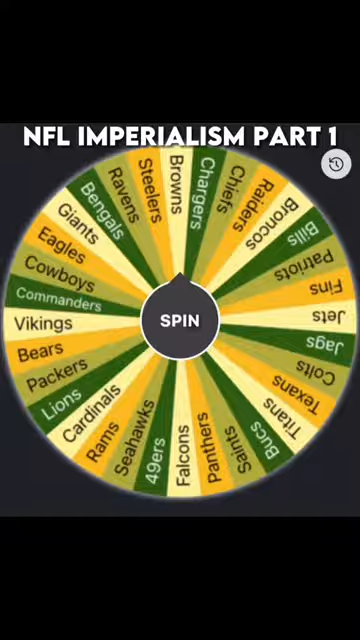 NFL IMPERIALISM PART 1
Browns
Chargers
Chiefs
Raiders
Broncos
Bills
Patriots
Fins
Jets
Jags
Colts
Texans
Titans
Bucs
Saints
Panthers
Falcons
49ers
Seahawks
Rams
Cardinals
Lions
Packers
Bears
Vikings
Commanders
Cowboys
Eagles
Giants
Bengals
Ravens
Steelers
SPIN